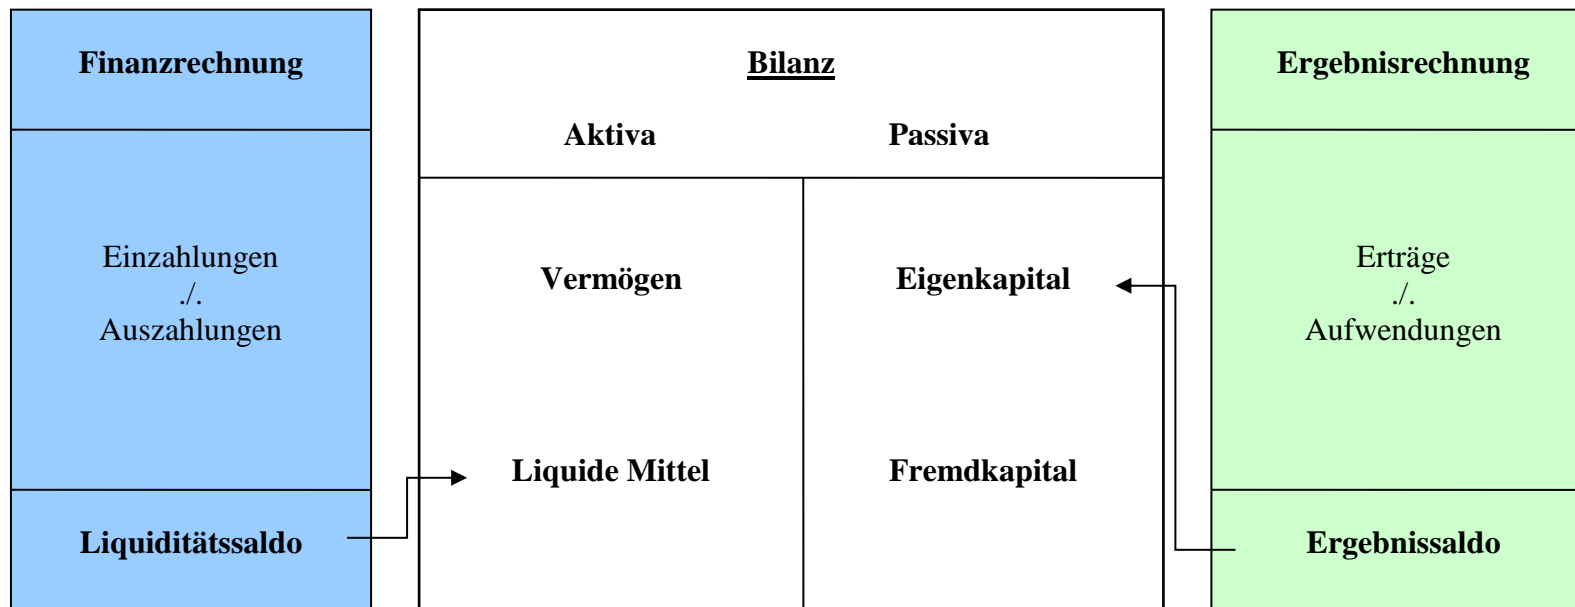 Finanzrechnung
Einzahlungen
./.
Auszahlungen
Liquiditätssaldo
Bilanz
Aktiva Passiva
Vermögen Eigenkapital
Liquide Mittel Fremdkapital
Ergebnisrechnung
Erträge
./.
Aufwendungen
Ergebnissaldo